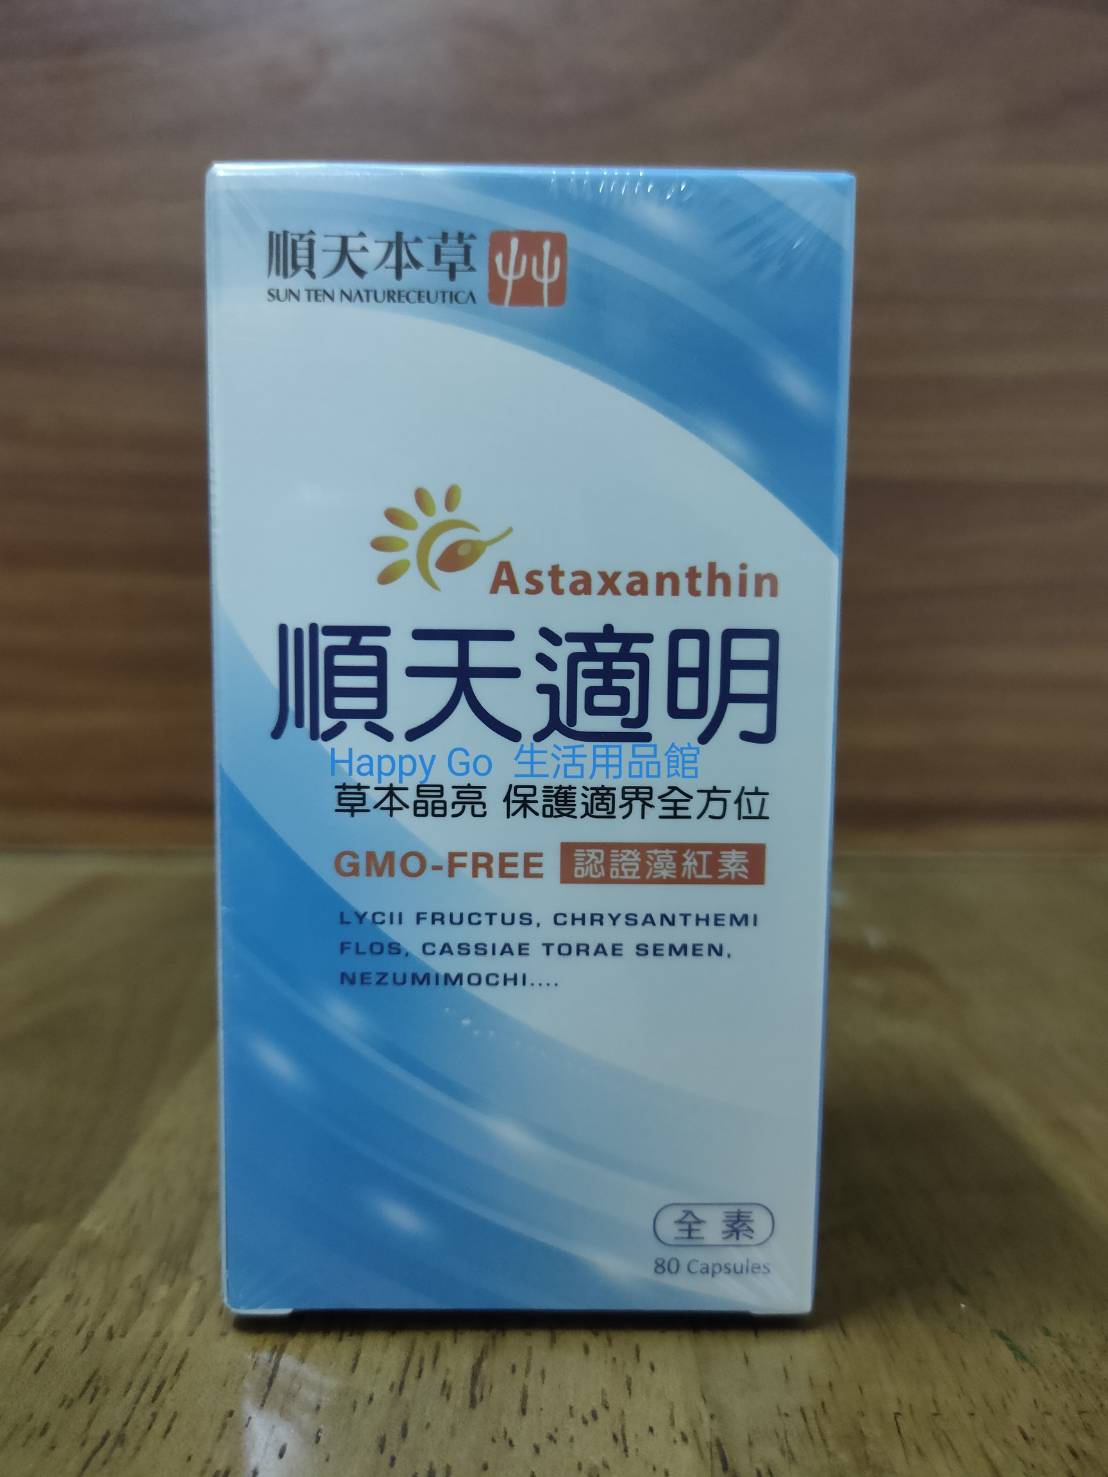 順天本草
SUN TEN NATURECEUTICA
Astaxanthin
順天適明
Happy Go 生活用品館
草本晶亮 保護適界全方位
GMO-FREE 認證藻紅素
LYCII FRUCTUS, CHRYSANTHEMI
FLOS, CASSIAE TORAE SEMEN,
NEZUMIMOCHI....
全素
80 Capsules